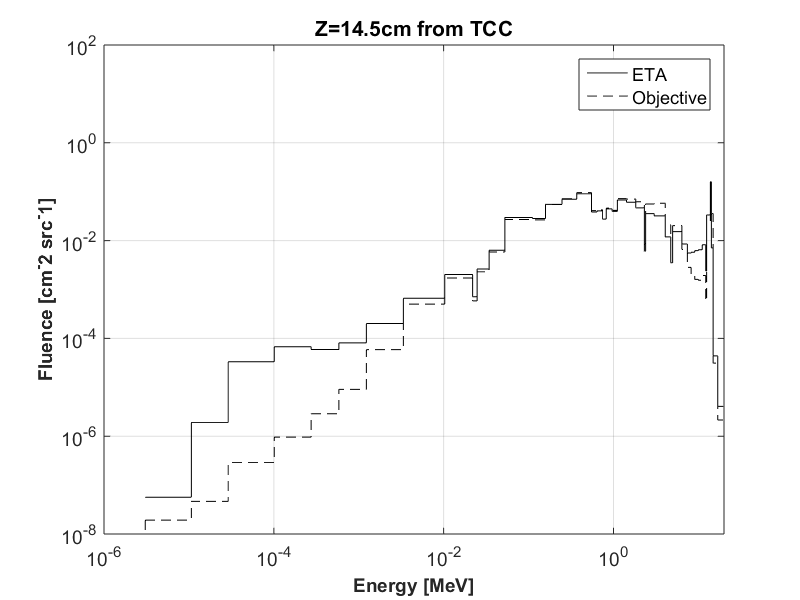 Z=14.5cm from TCC
ETA
Objective
10^2
10^0
10^-2
10^-4
10^-6
10^-8
Fluence [cm^-2 src^-1]
10^-6
10^-4
10^-2
10^0
Energy [MeV]